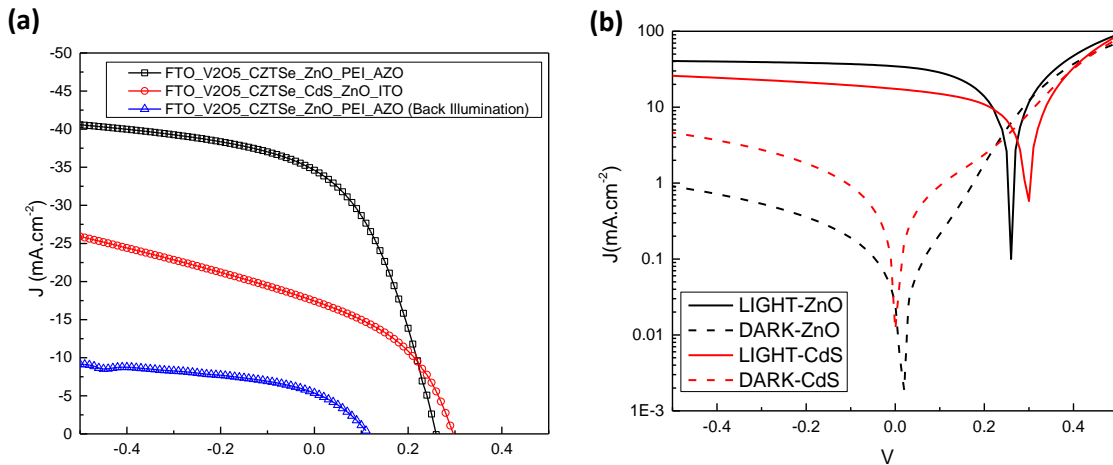 (a)
-50
-45
-40
-35
-30
-25
-20
-15
-10
-5
0
J (mA.cm-2)
FTO_V2O5_CZTSe_ZnO_PEI_AZO
FTO_V2O5_CZTSe_CdS_ZnO_ITO
FTO_V2O5_CZTSe_ZnO_PEI_AZO (Back Illumination)
-0.4 -0.2 0.0 0.2 0.4
(b)
100
10
1
0.1
0.01
1E-3
J(mA.cm-2)
LIGHT-ZnO
DARK-ZnO
LIGHT-CdS
DARK-CdS
-0.4 -0.2 0.0 0.2 0.4
V